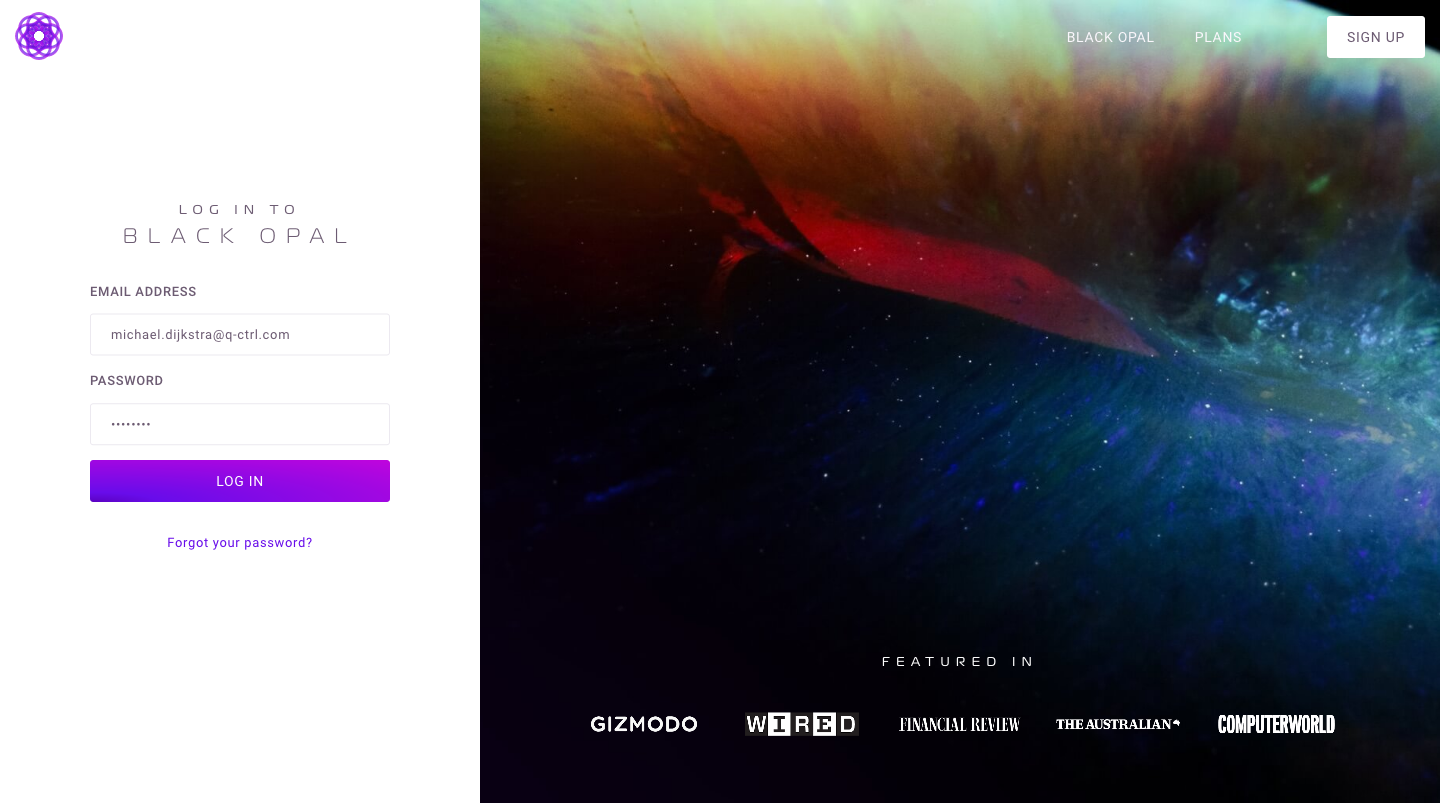 BLACK OPAL
PLANS
SIGN UP
LOG IN TO
BLACK OPAL
EMAIL ADDRESS
michael.dijkstra@q-ctrl.com
PASSWORD
••••••••
LOG IN
Forgot your password?
FEATURED IN
GIZMODO
WIRED
FINANCIAL REVIEW
THE AUSTRALIAN
COMPUTERWORLD